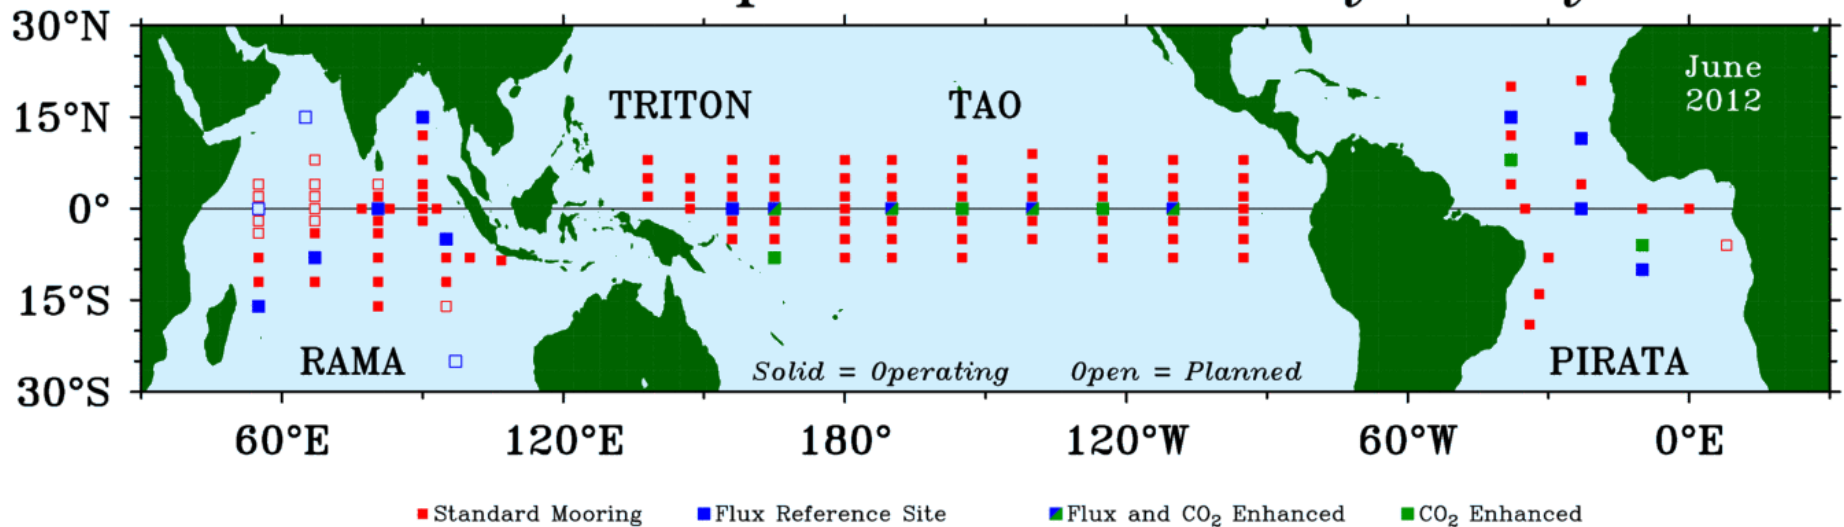 30°N
15°N
0°
15°S
30°S
TRITON
TAO
June
2012
RAMA
Solid = Operating
Open = Planned
PIRATA
60°E
120°E
180°
120°W
60°W
0°E
Standard Mooring
Flux Reference Site
Flux and CO₂ Enhanced
CO₂ Enhanced